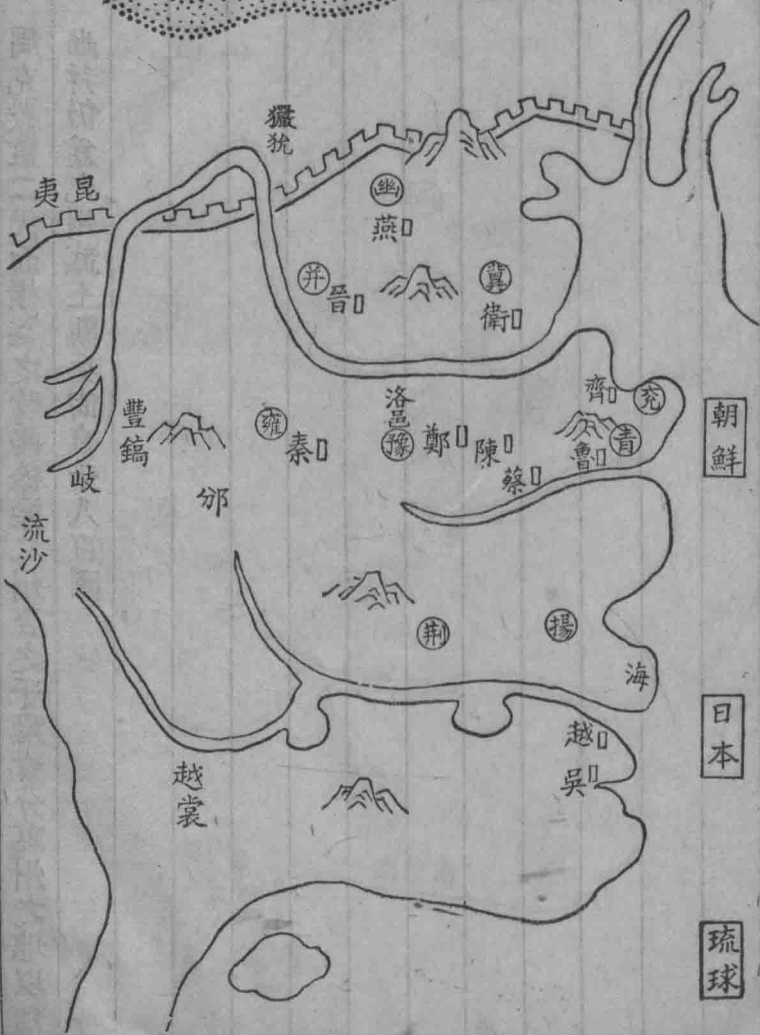 獫狁
昆夷
幽
燕
并
晉
冀
衛
齊
兗
朝鮮
洛邑
豫
鄭
陳
蔡
魯
青
雍
秦
豐鎬
岐
邠
流沙
荆
揚
海
日本
越
吳
越裳
琉球